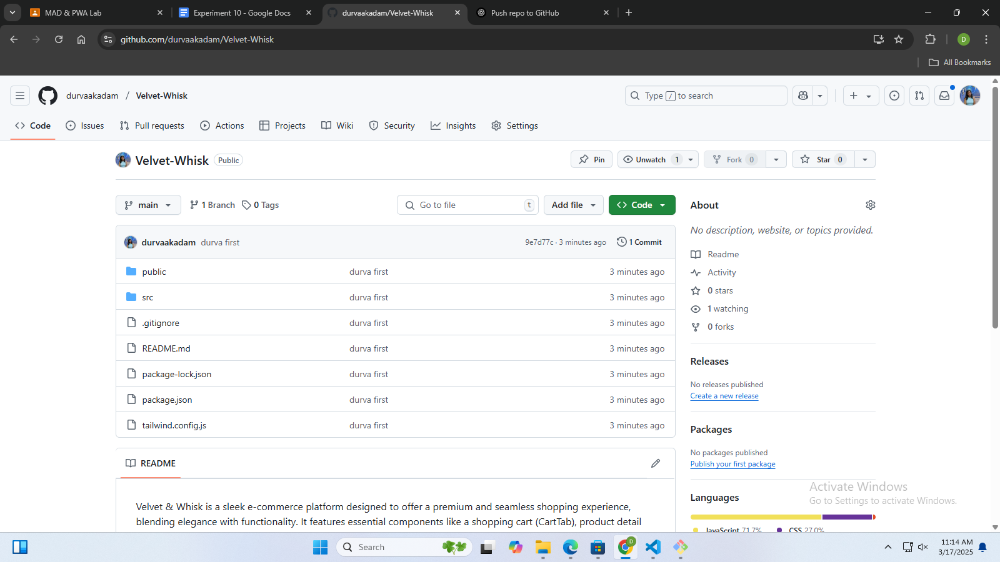 MAD & PWA Lab
Experiment 10 - Google Docs
durvaakadam/Velvet-Whisk
Push repo to GitHub
github.com/durvaakadam/Velvet-Whisk
D
All Bookmarks
durvaakadam / Velvet-Whisk
Type / to search
Code
Issues
Pull requests
Actions
Projects
Wiki
Security
Insights
Settings
Velvet-Whisk
Public
Pin
Unwatch 1
Fork 0
Star 0
main
1 Branch
0 Tags
Go to file
t
Add file
Code
durvaakadam durva first
9e7d77c · 3 minutes ago
1 Commit
public durva first 3 minutes ago
src durva first 3 minutes ago
.gitignore durva first 3 minutes ago
README.md durva first 3 minutes ago
package-lock.json durva first 3 minutes ago
package.json durva first 3 minutes ago
tailwind.config.js durva first 3 minutes ago
README
Velvet & Whisk is a sleek e-commerce platform designed to offer a premium and seamless shopping experience,
blending elegance with functionality. It features essential components like a shopping cart (CartTab), product detail
About
No description, website, or topics provided.
Readme
Activity
0 stars
1 watching
0 forks
Releases
No releases published
Create a new release
Packages
No packages published
Publish your first package
Languages
JavaScript 71.7%
CSS 27.0%
Activate Windows
Go to Settings to activate Windows.
Search
D
11:14 AM
3/17/2025